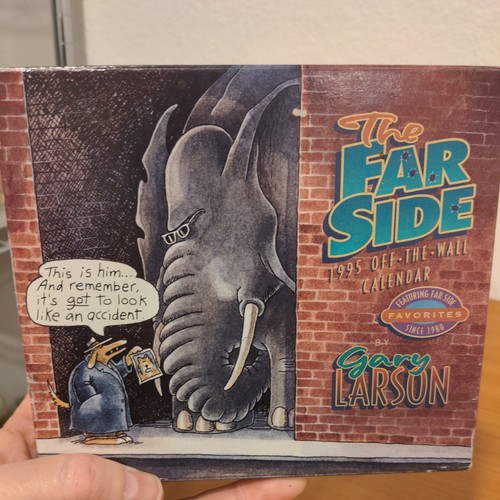 The
FAR
SIDE
1995 OFF-THE-WALL
CALENDAR
FEATURING FAR SIDE
FAVORITES
SINCE 1980
BY
Gary
LARSON
This is him...
And remember,
it's got to look
like an accident.